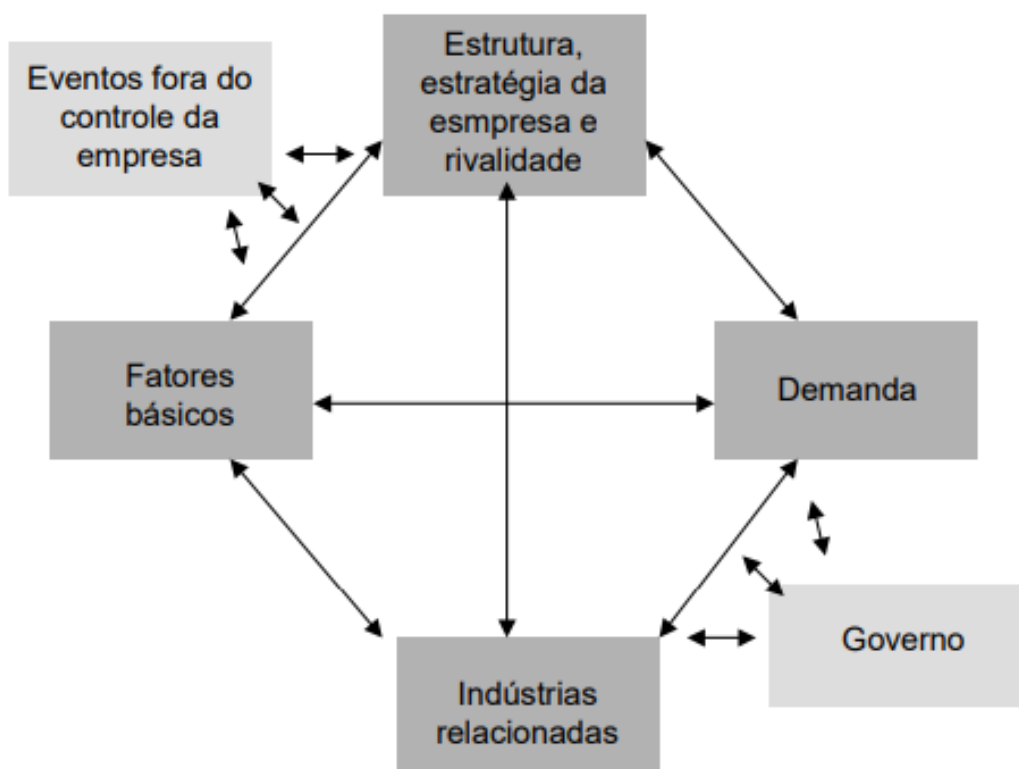 Estrutura,
estratégia da
esmpresa e
rivalidade
Eventos fora do
controle da
empresa
Fatores
básicos
Demanda
Governo
Indústrias
relacionadas